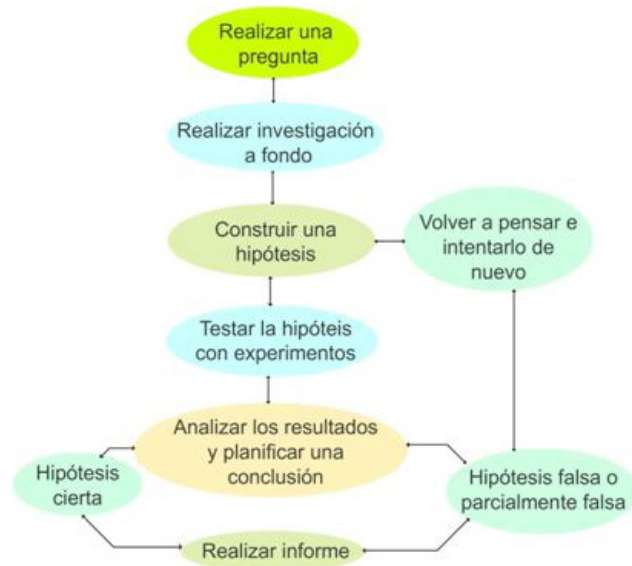 Realizar una
pregunta
Realizar investigación
a fondo
Construir una
hipótesis
Volver a pensar e
intentarlo de
nuevo
Testar la hipóteis
con experimentos
Analizar los resultados
y planificar una
conclusión
Hipótesis
cierta
Hipótesis falsa o
parcialmente falsa
Realizar informe